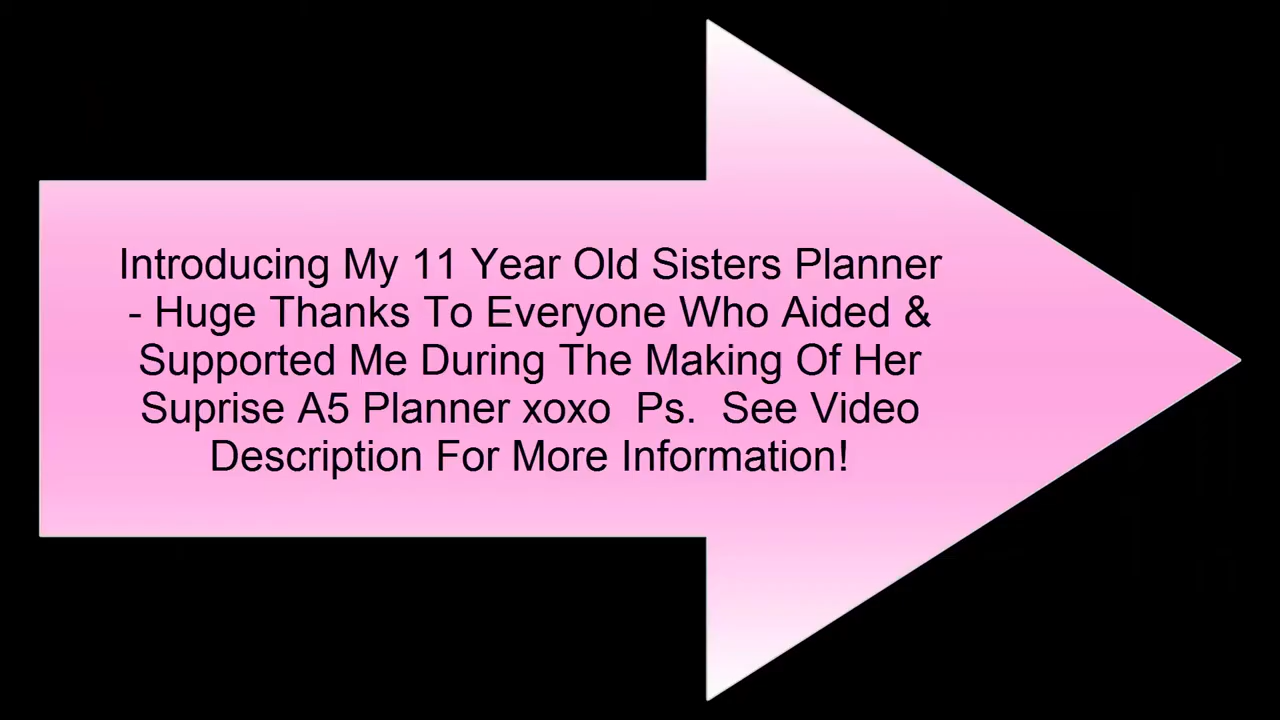 Introducing My 11 Year Old Sisters Planner
- Huge Thanks To Everyone Who Aided &
Supported Me During The Making Of Her
Suprise A5 Planner xoxo  Ps.  See Video
Description For More Information!